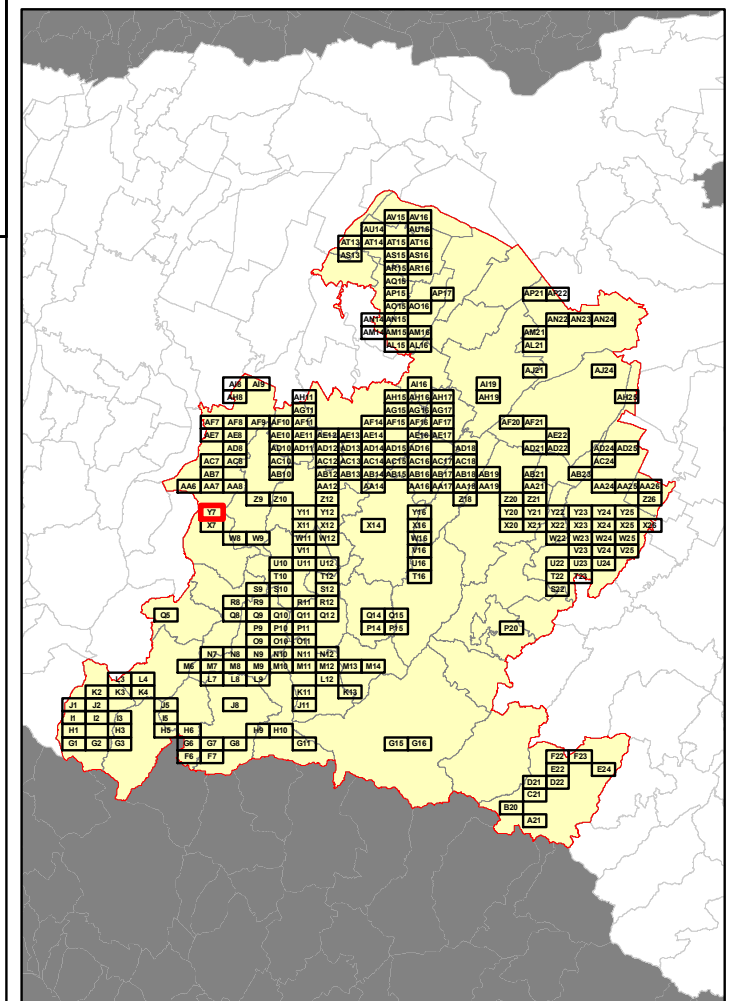 AV15 AV16
AU14 AU16
AT13 AT14 AT15 AT16
AS13 AS15 AS16
AR15 AR16
AQ15
AP15 AP17 AP21 AP22
AO15 AO16
AN14 AN15 AN22 AN23 AN24
AM14 AM15 AM16 AM21
AL15 AL16 AL21
AJ21 AJ24
AI8 AI9 AI16 AI19
AH8 AH11 AH15 AH16 AH17 AH19 AH25
AG11 AG15 AG16 AG17
AF7 AF8 AF9 AF10 AF11 AF14 AF15 AF16 AF17 AF20 AF21
AE7 AE8 AE10 AE11 AE12 AE13 AE14 AE16 AE17 AE22
AD8 AD10 AD11 AD12 AD13 AD14 AD15 AD16 AD17 AD18 AD21 AD22 AD24 AD25
AC7 AC8 AC10 AC12 AC13 AC14 AC15 AC16 AC17 AC18 AC24
AB7 AB10 AB12 AB13 AB14 AB15 AB16 AB17 AB18 AB19 AB21 AB23
AA6 AA7 AA8 AA12 AA14 AA16 AA17 AA18 AA19 AA21 AA24 AA25 AA26
Z9 Z10 Z12 Z18 Z20 Z21 Z26
Y7 Y11 Y12 Y16 Y20 Y21 Y22 Y23 Y24 Y25
X7 X11 X12 X14 X16 X20 X21 X22 X23 X24 X25 X26
W8 W9 W11 W12 W16 W22 W23 W24 W25
V11 V16 V23 V24 V25
U10 U11 U12 U16 U22 U23 U24
T10 T12 T16 T22 T23
S9 S10 S12 S22
R8 R9 R11 R12
Q5 Q8 Q9 Q10 Q11 Q12 Q14 Q15
P9 P10 P11 P14 P15 P20
O9 O10 O11
N7 N8 N9 N10 N11 N12
M6 M7 M8 M9 M10 M11 M12 M13 M14
L3 L4 L7 L8 L9 L12
K2 K3 K4 K11 K13
J1 J2 J5 J8 J11
I1 I2 I3 I5
H1 H3 H5 H6 H9 H10
G1 G2 G3 G6 G7 G8 G11 G15 G16
F6 F7 F22 F23
E22 E24
D21 D22
C21
B20
A21